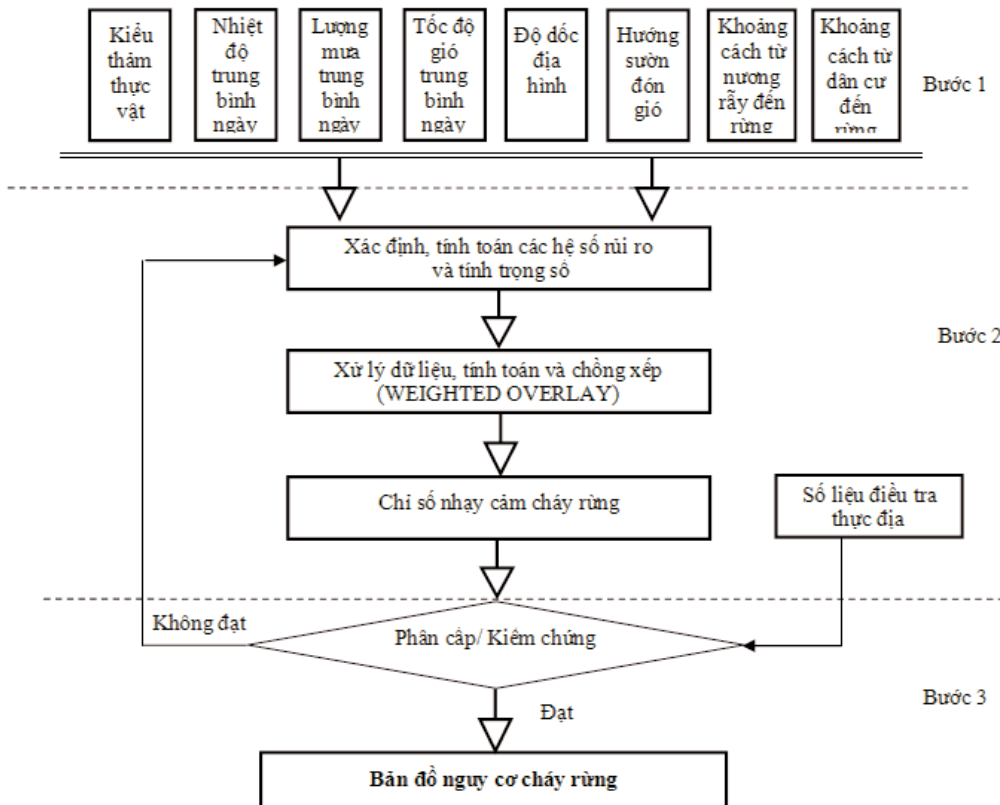 Kiểu
thảm
thực
vật
Nhiệt
độ
trung
bình
ngày
Lượng
mưa
trung
bình
ngày
Tốc độ
gió
trung
bình
ngày
Độ dốc
địa
hình
Hướng
sườn
đón
gió
Khoảng
cách từ
nương
rẫy đến
rừng
Khoảng
cách từ
dân cư
đến
rừng
Bước 1
Xác định, tính toán các hệ số rủi ro
và tính trọng số
Bước 2
Xử lý dữ liệu, tính toán và chồng xếp
(WEIGHTED OVERLAY)
Chỉ số nhạy cảm cháy rừng
Số liệu điều tra
thực địa
Không đạt
Phân cấp/ Kiểm chứng
Bước 3
Đạt
Bản đồ nguy cơ cháy rừng